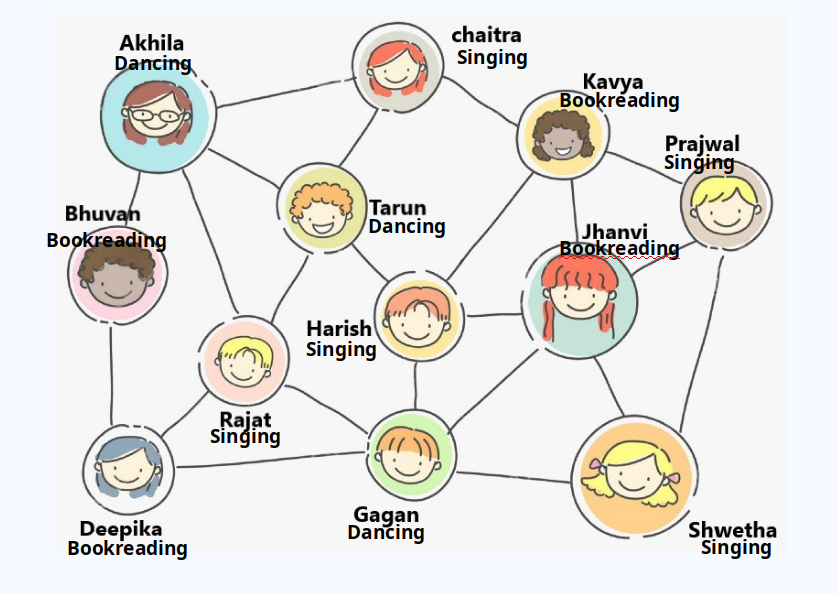 Akhila
Dancing
chaitra
Singing
Kavya
Bookreading
Prajwal
Singing
Bhuvan
Bookreading
Tarun
Dancing
Jhanvi
Bookreading
Harish
Singing
Rajat
Singing
Deepika
Bookreading
Gagan
Dancing
Shwetha
Singing